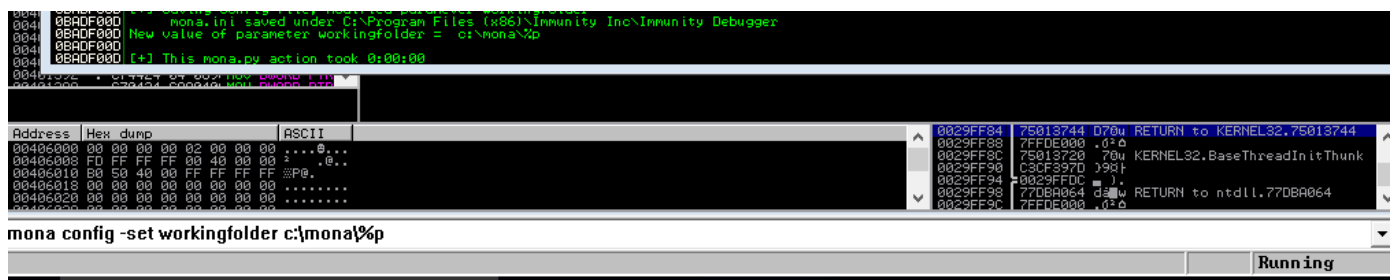 mona.ini saved under C:\Program Files (x86)\Immunity Inc\Immunity Debugger
0BADF00D New value of parameter workingfolder = c:\mona\%p
0BADF00D
0BADF00D [+] This mona.py action took 0:00:00
Address Hex dump ASCII
00406000 00 00 00 00 02 00 00 00
00406008 FD FF FF FF 00 40 00 00
00406010 B0 50 40 00 FF FF FF FF
00406018 00 00 00 00 00 00 00 00 ........
00406020 00 00 00 00 00 00 00 00 ........
0029FF84 75013744 D7 RETURN to KERNEL32.75013744
0029FF88 7FFDE000
0029FF8C 75013720 KERNEL32.BaseThreadInitThunk
0029FF90 C3CF397D
0029FF94 0029FFDC
0029FF98 77DBA064 RETURN to ntdll.77DBA064
0029FF9C 7FFDE000
mona config -set workingfolder c:\mona\%p
Running